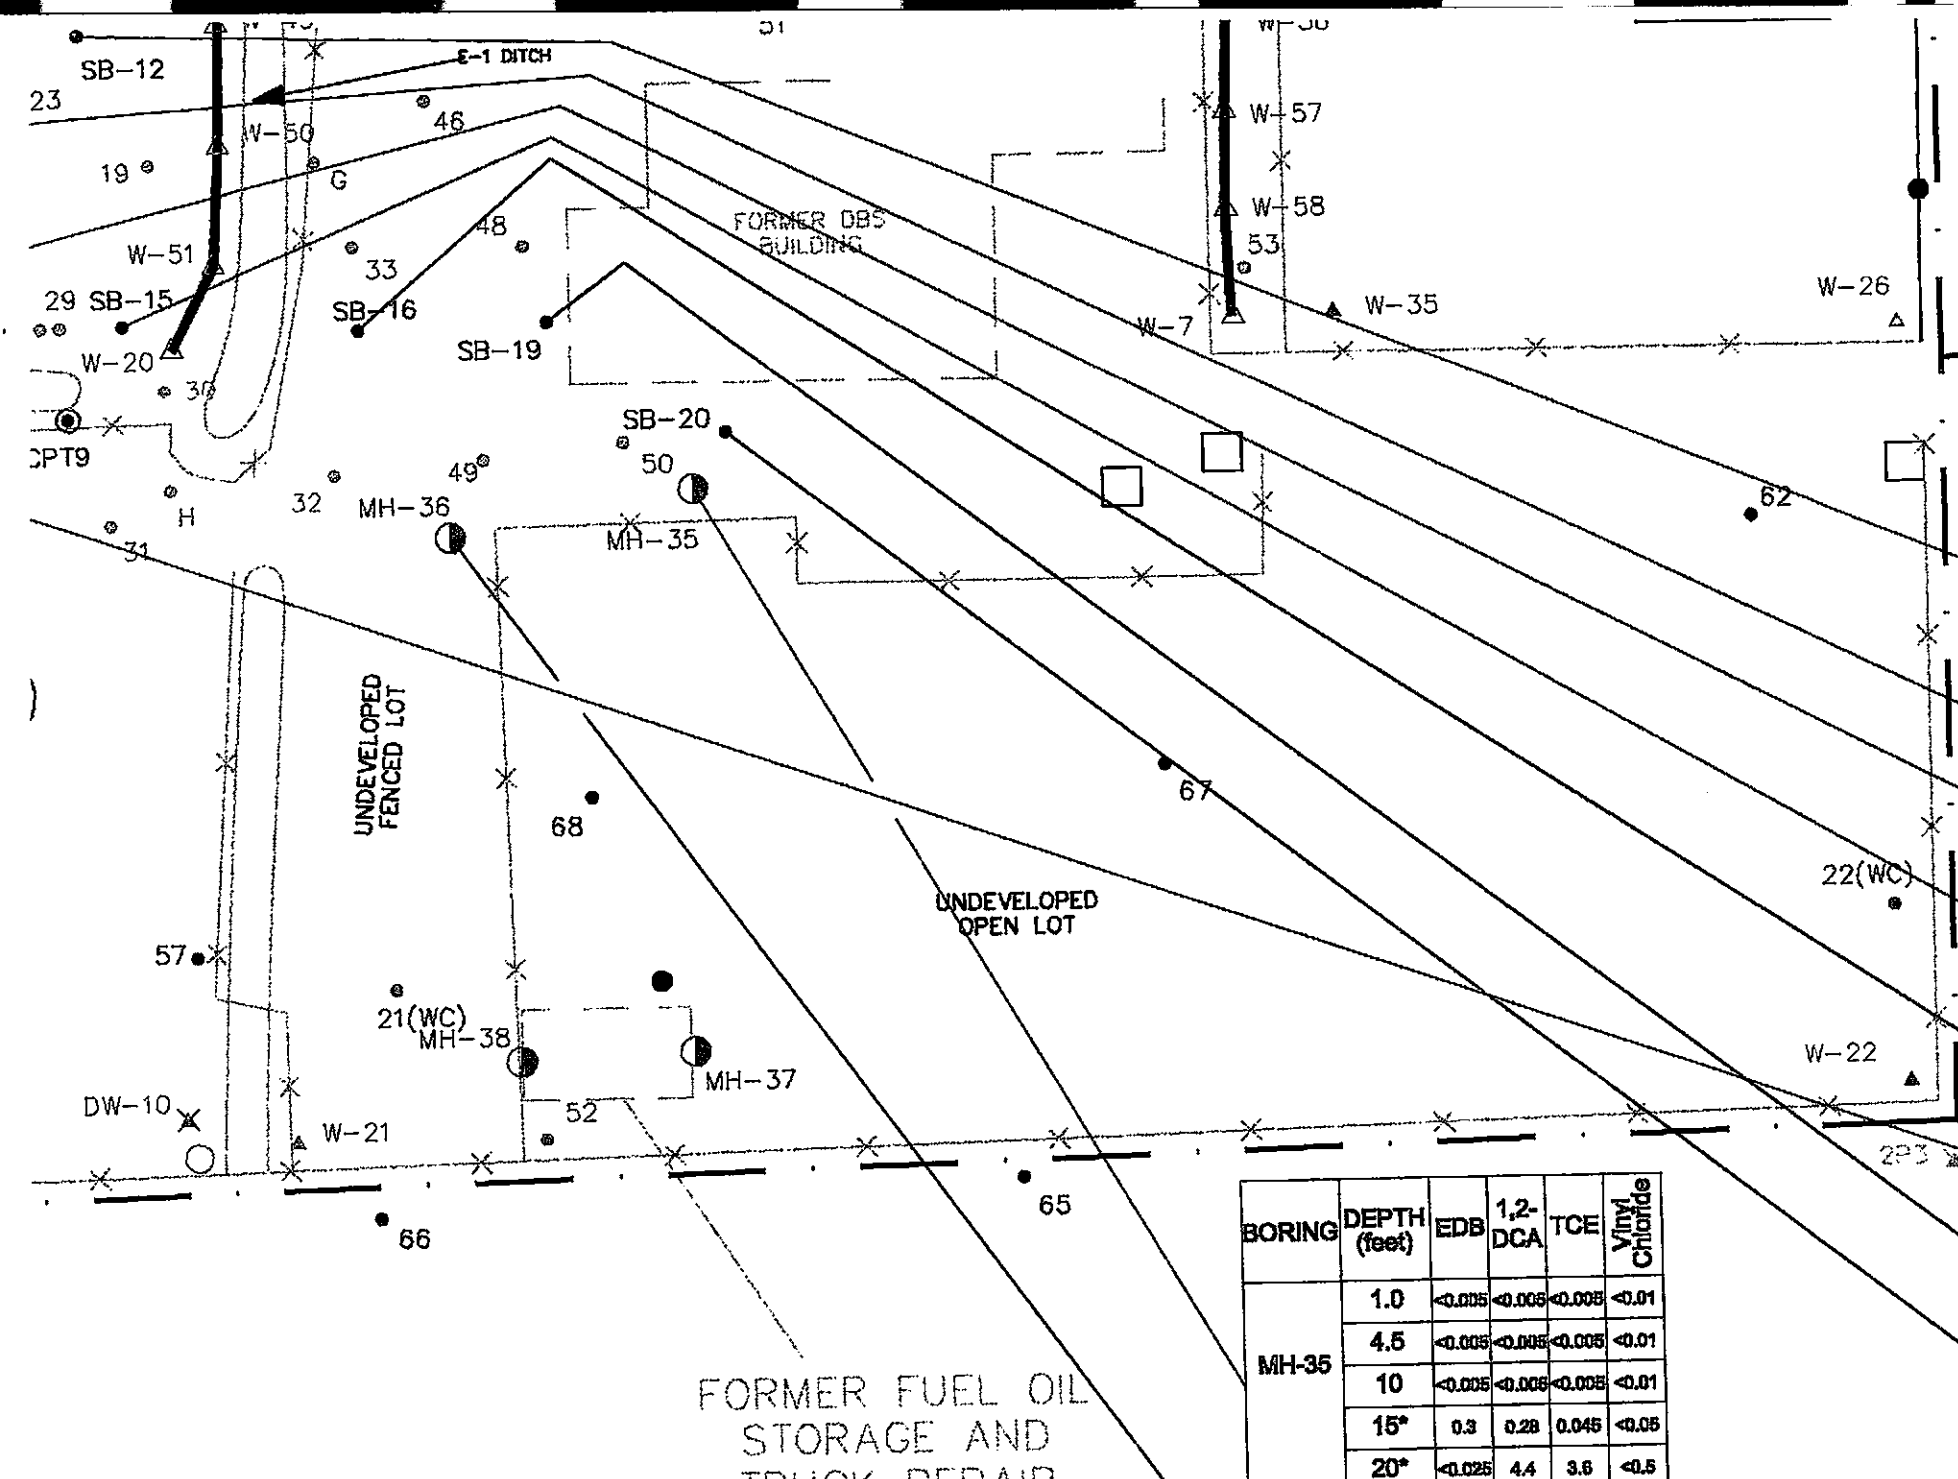 SB-12
E-1 DITCH
51
W-57
23
46
W-50
19
G
W-58
48
FORMER DBS
BUILDING
53
W-51
33
W-26
29
SB-15
SB-16
W-35
W-7
SB-19
W-20
30
SB-20
CPT9
50
49
32
MH-36
62
H
MH-35
31
UNDEVELOPED
FENCED LOT
67
68
22(WC)
UNDEVELOPED
OPEN LOT
57
21(WC)
MH-38
W-22
MH-37
DW-10
52
W-21
2P3
65
66
BORING DEPTH (feet) EDB 1,2-DCA TCE Vinyl Chloride
MH-35
1.0 <0.005 <0.005 <0.005 <0.01
4.5 <0.005 <0.005 <0.005 <0.01
10 <0.005 <0.005 <0.005 <0.01
15* 0.3 0.28 0.045 <0.05
20* <0.025 4.4 3.6 <0.5
FORMER FUEL OIL
STORAGE AND
TRUCK REPAIR